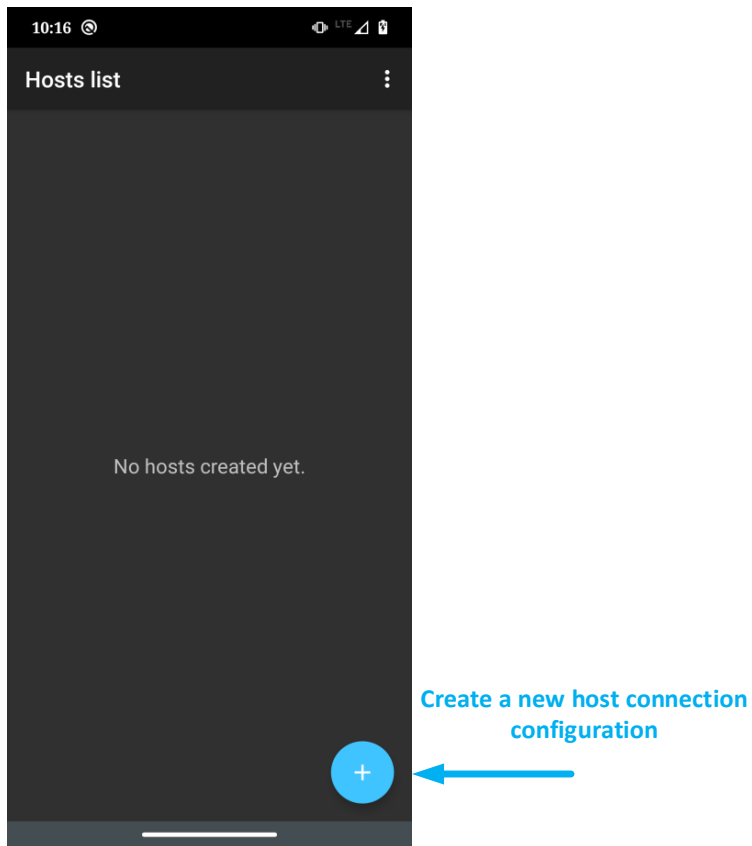 10:16
LTE
Hosts list
No hosts created yet.
Create a new host connection
configuration